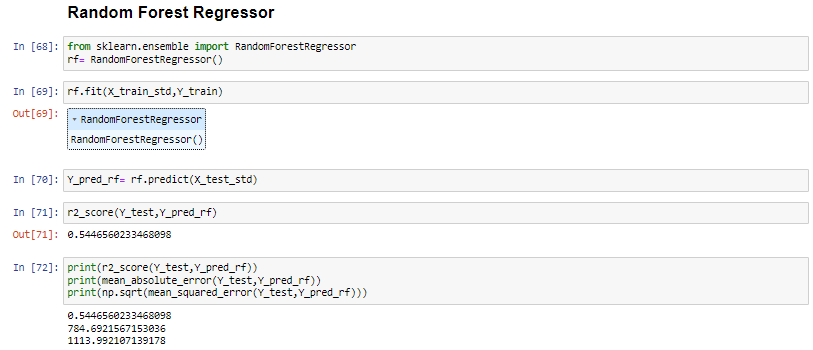 Random Forest Regressor
In [68]: from sklearn.ensemble import RandomForestRegressor
rf= RandomForestRegressor()
In [69]: rf.fit(X_train_std,Y_train)
Out[69]: ▾ RandomForestRegressor
RandomForestRegressor()
In [70]: Y_pred_rf= rf.predict(X_test_std)
In [71]: r2_score(Y_test,Y_pred_rf)
Out[71]: 0.5446560233468098
In [72]: print(r2_score(Y_test,Y_pred_rf))
print(mean_absolute_error(Y_test,Y_pred_rf))
print(np.sqrt(mean_squared_error(Y_test,Y_pred_rf)))
0.5446560233468098
784.6921567153036
1113.992107139178